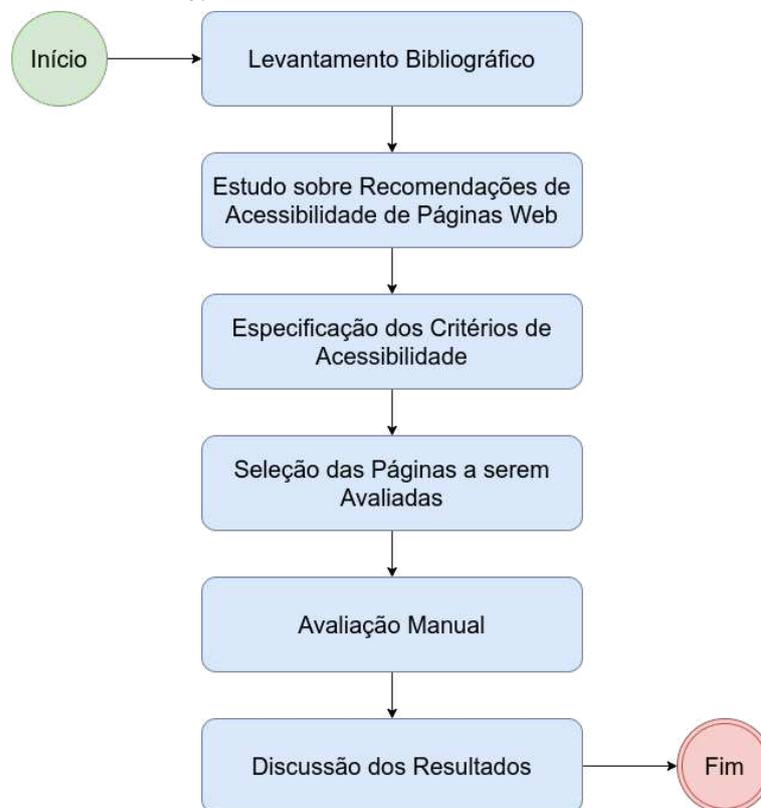 Início
Levantamento Bibliográfico
Estudo sobre Recomendações de
Acessibilidade de Páginas Web
Especificação dos Critérios de
Acessibilidade
Seleção das Páginas a serem
Avaliadas
Avaliação Manual
Discussão dos Resultados
Fim